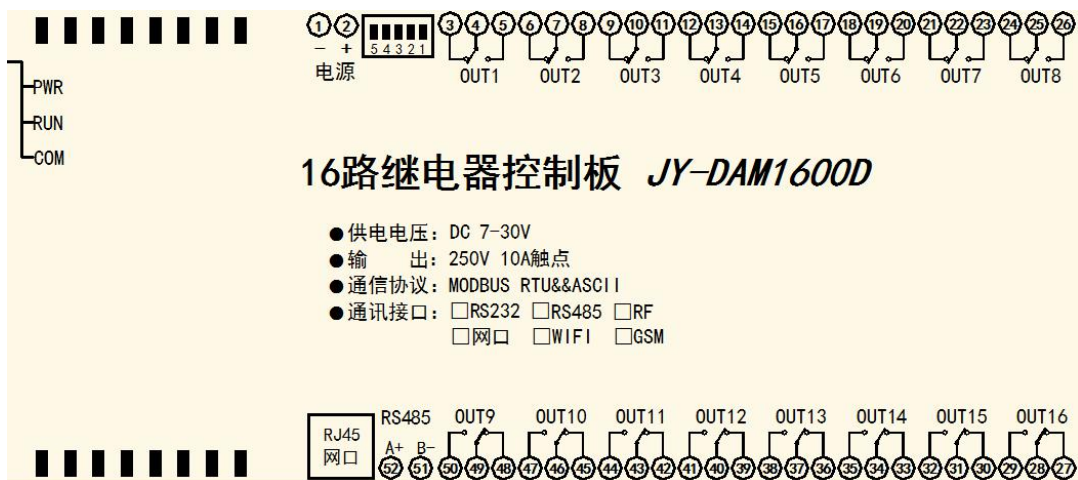 ① ② ③ ④ ⑤ ⑥ ⑦ ⑧ ⑨ ⑩ ⑪ ⑫ ⑬ ⑭ ⑮ ⑯ ⑰ ⑱ ⑲ ⑳ ㉑ ㉒ ㉓ ㉔ ㉕ ㉖
- + 5 4 3 2 1
电源 OUT1 OUT2 OUT3 OUT4 OUT5 OUT6 OUT7 OUT8
PWR
RUN
COM
16路继电器控制板 JY-DAM1600D
●供电电压: DC 7-30V
●输 出: 250V 10A触点
●通信协议: MODBUS RTU&&ASCII
●通讯接口: □RS232 □RS485 □RF
□网口 □WIFI □GSM
RS485 OUT9 OUT10 OUT11 OUT12 OUT13 OUT14 OUT15 OUT16
RJ45
网口
A+ B-
52 51 50 49 48 47 46 45 44 43 42 41 40 39 38 37 36 35 34 33 32 31 30 29 28 27